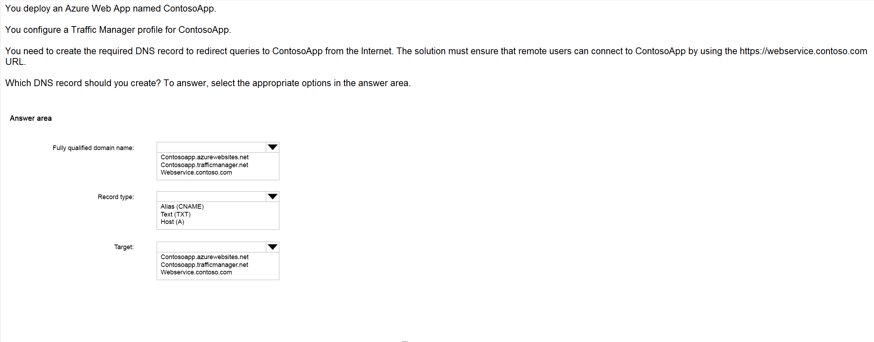 You deploy an Azure Web App named ContosoApp.
You configure a Traffic Manager profile for ContosoApp.
You need to create the required DNS record to redirect queries to ContosoApp from the Internet. The solution must ensure that remote users can connect to ContosoApp by using the https://webservice.contoso.com
URL.
Which DNS record should you create? To answer, select the appropriate options in the answer area.
Answer area
Fully qualified domain name:
Contosoapp.azurewebsites.net
Contosoapp.trafficmanager.net
Webservice.contoso.com
Record type:
Alias (CNAME)
Text (TXT)
Host (A)
Target:
Contosoapp.azurewebsites.net
Contosoapp.trafficmanager.net
Webservice.contoso.com